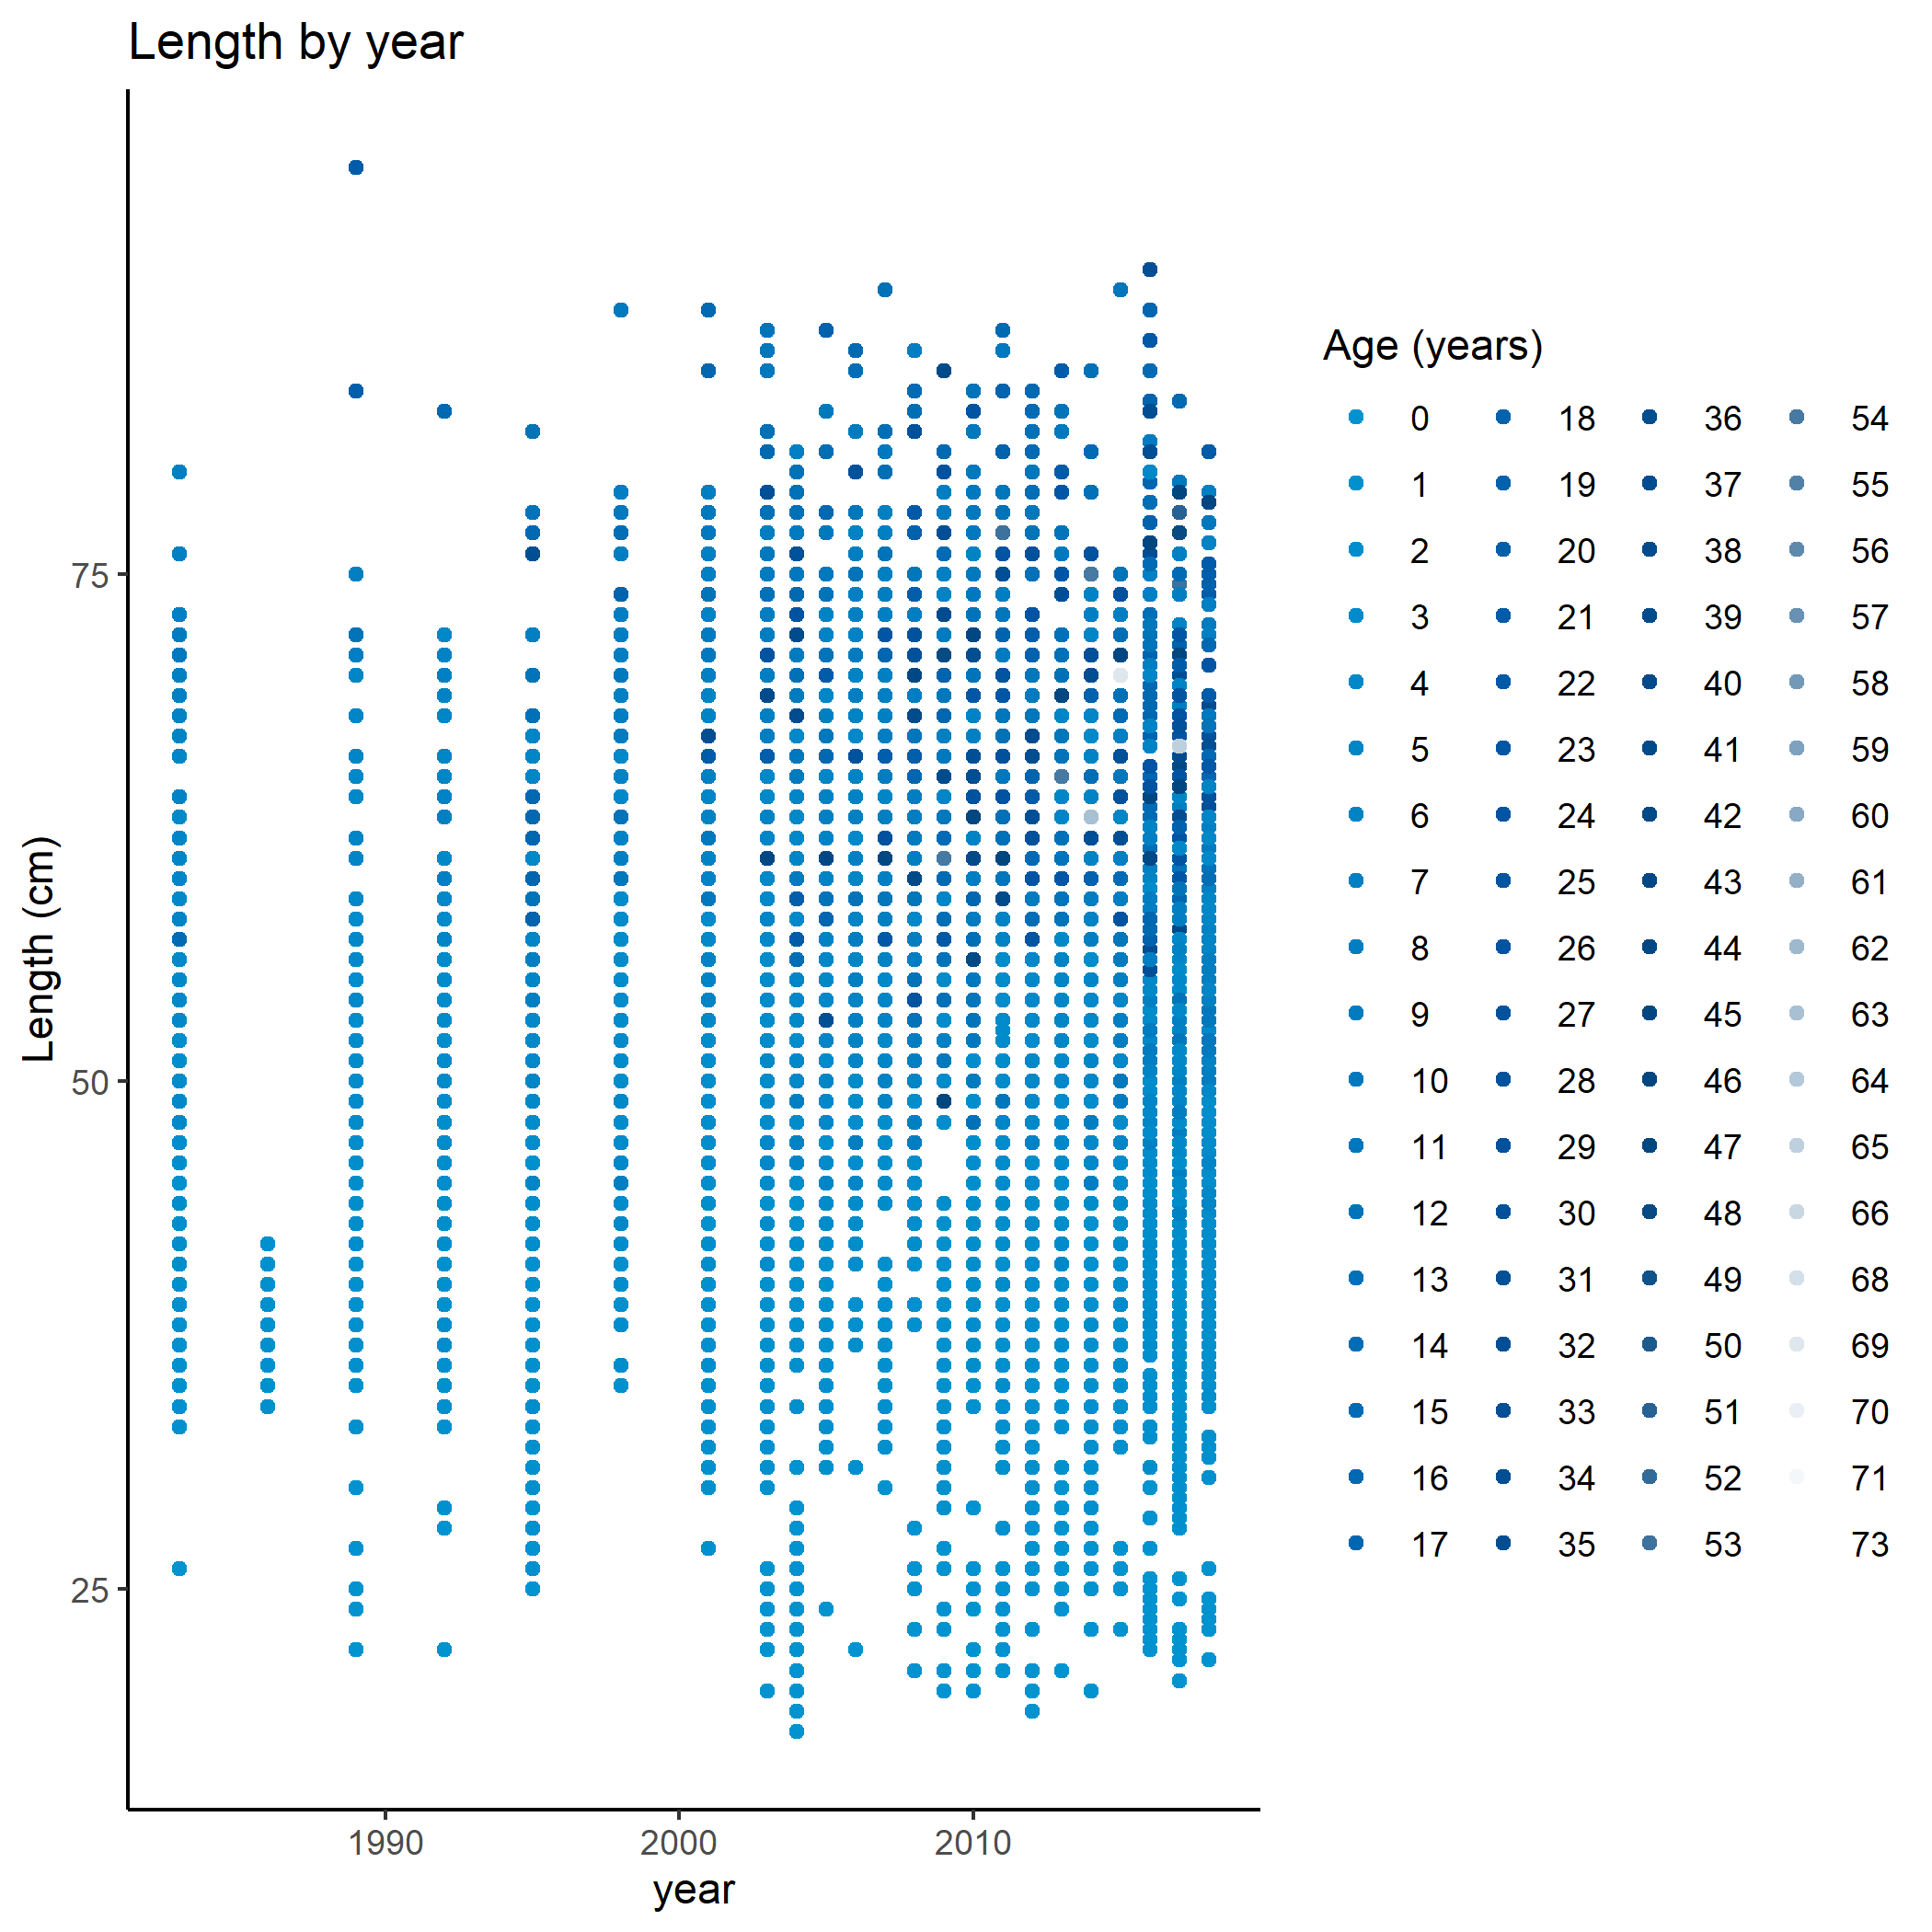 Length by year
Length (cm)
75
50
25
1990 2000 2010
year
Age (years)
0 18 36 54
1 19 37 55
2 20 38 56
3 21 39 57
4 22 40 58
5 23 41 59
6 24 42 60
7 25 43 61
8 26 44 62
9 27 45 63
10 28 46 64
11 29 47 65
12 30 48 66
13 31 49 68
14 32 50 69
15 33 51 70
16 34 52 71
17 35 53 73